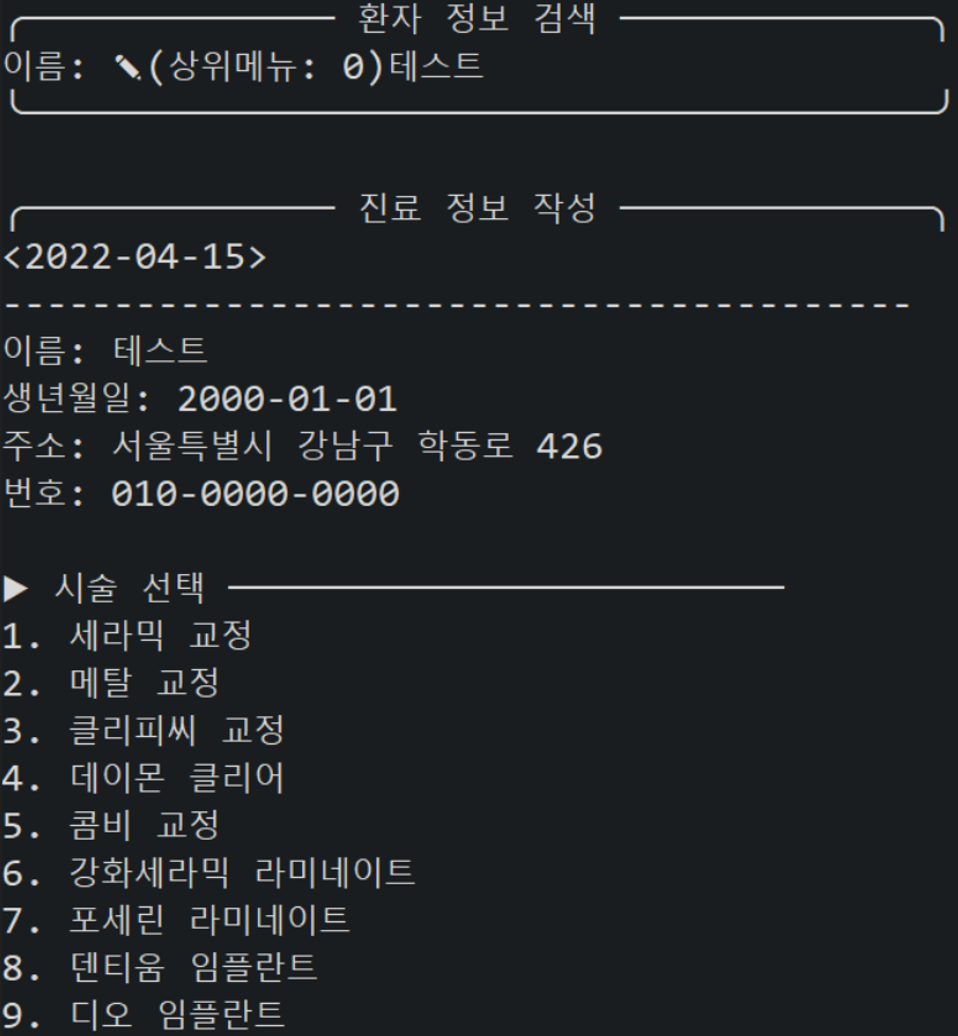 환자 정보 검색
이름: ✎(상위메뉴: 0)테스트
진료 정보 작성
<2022-04-15>
------------------------------------------
이름: 테스트
생년월일: 2000-01-01
주소: 서울특별시 강남구 학동로 426
번호: 010-0000-0000
▶ 시술 선택
1. 세라믹 교정
2. 메탈 교정
3. 클리피씨 교정
4. 데이몬 클리어
5. 콤비 교정
6. 강화세라믹 라미네이트
7. 포세린 라미네이트
8. 덴티움 임플란트
9. 디오 임플란트